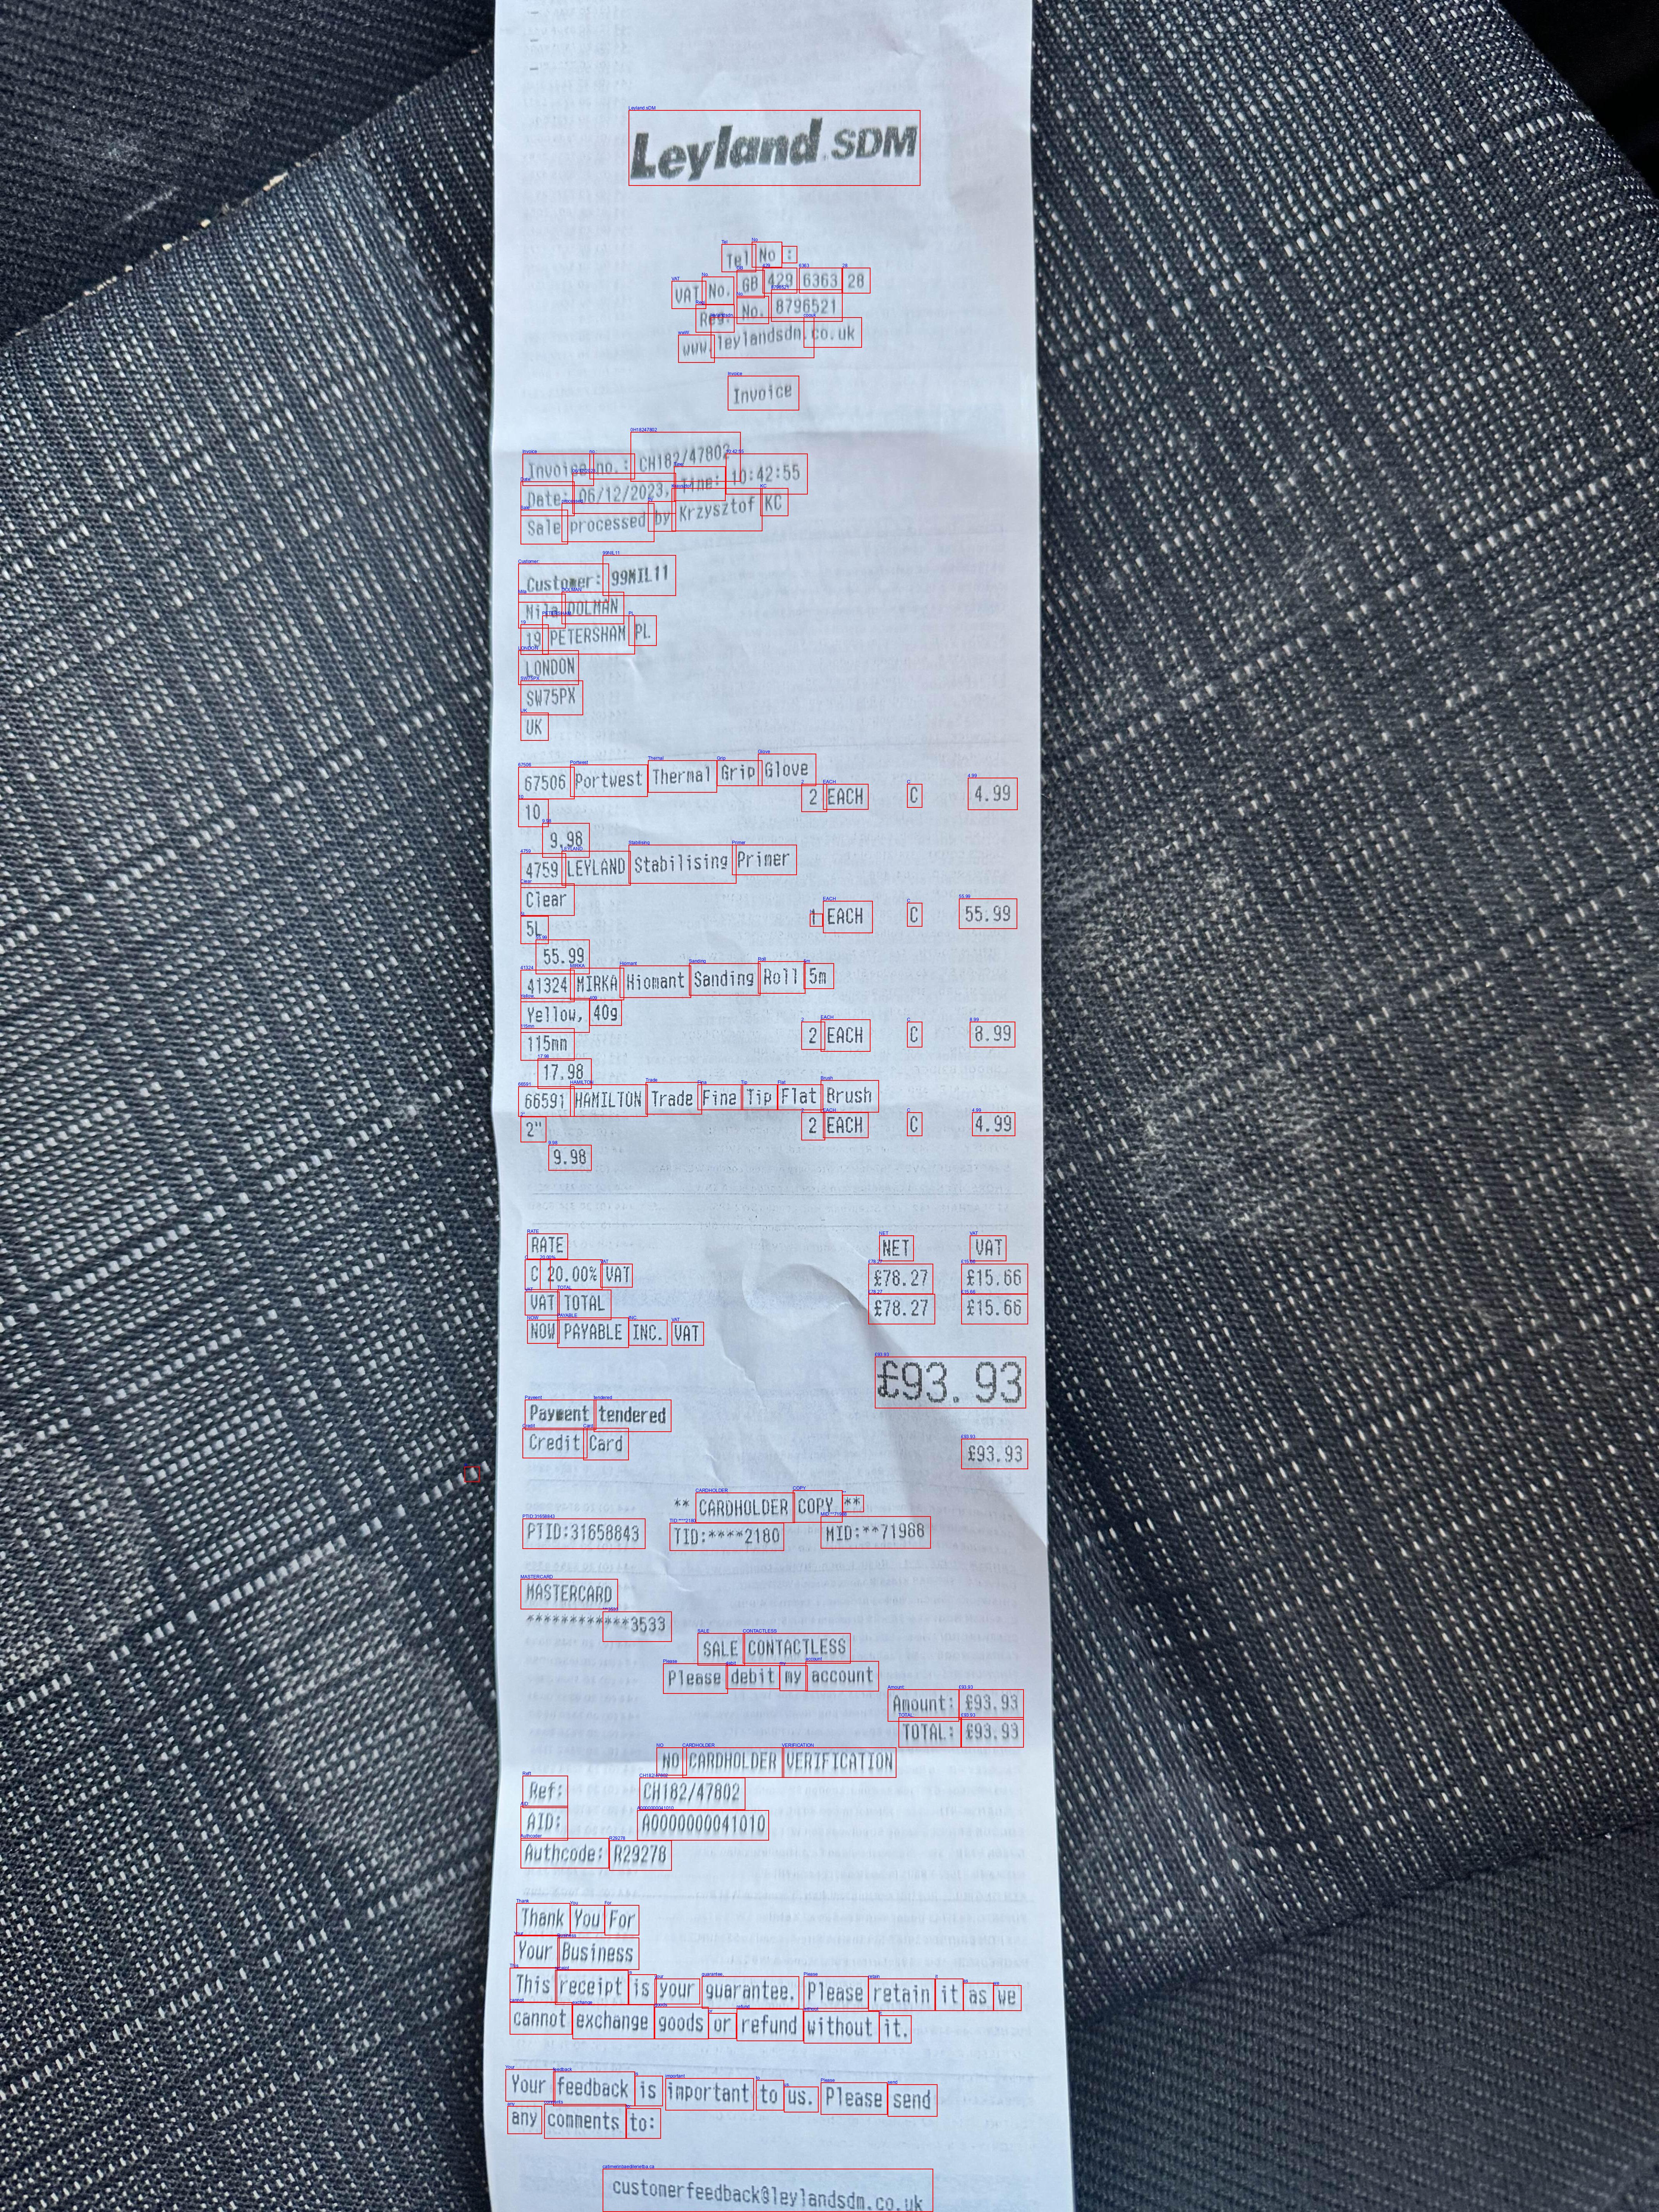 Leyland SDM
Tel No :
VAT No. GB 429 6363 28
Reg. No. 8796521
www.leylandsdm.co.uk
Invoice
Invoice no.: CH182/47802
Date: 06/12/2023, Time: 10:42:55
Sale processed by Krzysztof KC
Customer: 99MIL11
Mila DOLMAN
19 PETERSHAM PL
LONDON
SW75PX
UK
67506 Portwest Thermal Grip Glove
10 2 EACH C 4.99
9.98
4759 LEYLAND Stabilising Primer
Clear
5L 1 EACH C 55.99
55.99
41324 MIRKA Hiomant Sanding Roll 5m
Yellow, 40g
115mm 2 EACH C 8.99
17.98
66591 HAMILTON Trade Fine Tip Flat Brush
2" 2 EACH C 4.99
9.98
RATE NET VAT
C 20.00% VAT £78.27 £15.66
VAT TOTAL £78.27 £15.66
NOW PAYABLE INC. VAT
£93.93
Payment tendered
Credit Card £93.93
** CARDHOLDER COPY **
PTID:31658843 TID:****2180 MID:**71988
MASTERCARD
************3533
SALE CONTACTLESS
Please debit my account
Amount: £93.93
TOTAL: £93.93
NO CARDHOLDER VERIFICATION
Ref: CH182/47802
AID: A0000000041010
Authcode: R29278
Thank You For
Your Business
This receipt is your guarantee. Please retain it as we
cannot exchange goods or refund without it.
Your feedback is important to us. Please send
any comments to:
customerfeedback@leylandsdm.co.uk